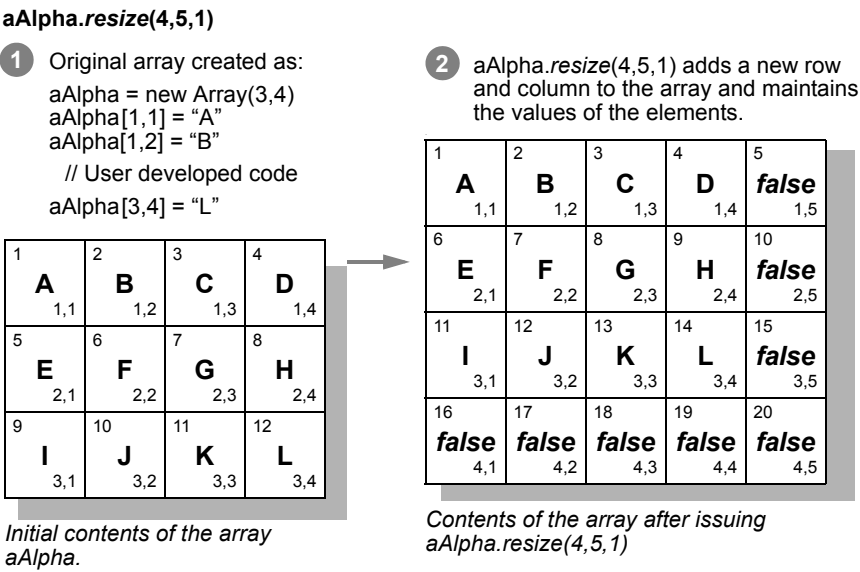 aAlpha.resize(4,5,1)
1 Original array created as:
aAlpha = new Array(3,4)
aAlpha[1,1] = “A”
aAlpha[1,2] = “B”
// User developed code
aAlpha[3,4] = “L”
1 2 3 4
A B C D
1,1 1,2 1,3 1,4
5 6 7 8
E F G H
2,1 2,2 2,3 2,4
9 10 11 12
I J K L
3,1 3,2 3,3 3,4
Initial contents of the array
aAlpha.
2 aAlpha.resize(4,5,1) adds a new row
and column to the array and maintains
the values of the elements.
1 2 3 4 5
A B C D false
1,1 1,2 1,3 1,4 1,5
6 7 8 9 10
E F G H false
2,1 2,2 2,3 2,4 2,5
11 12 13 14 15
I J K L false
3,1 3,2 3,3 3,4 3,5
16 17 18 19 20
false false false false false
4,1 4,2 4,3 4,4 4,5
Contents of the array after issuing
aAlpha.resize(4,5,1)